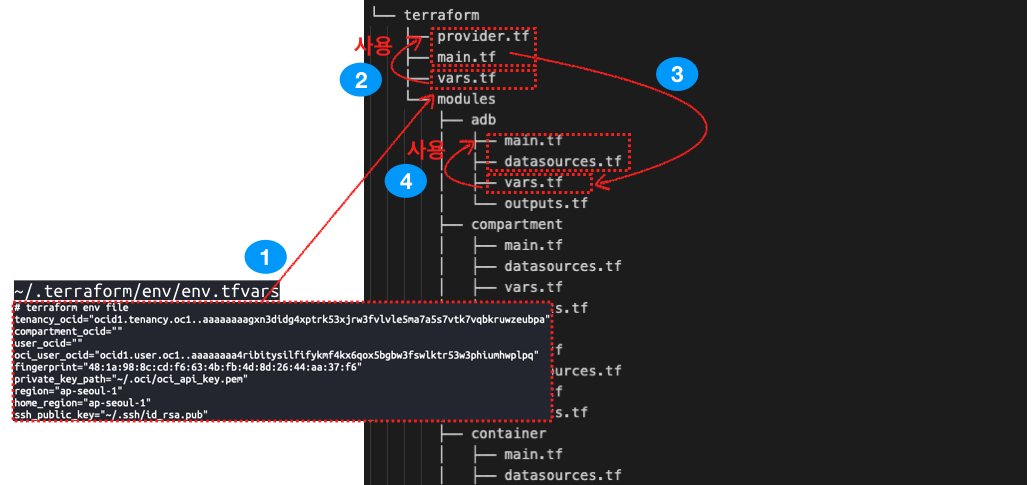 └── terraform
├── provider.tf
├── main.tf
├── vars.tf
└── modules
├── adb
├── main.tf
├── datasources.tf
├── vars.tf
└── outputs.tf
├── compartment
├── main.tf
├── datasources.tf
├── vars.tf
s.tf
tf
urces.tf
tf
s.tf
├── container
├── main.tf
├── datasources.tf
사용
2
3
사용
4
1
~/.terraform/env/env.tfvars
# terraform env file
tenancy_ocid="ocid1.tenancy.oc1..aaaaaaaagxn3didg4xptrk53xjrw3fvlvle5ma7a5s7vtk7vqbkruwzeubpa"
compartment_ocid=""
user_ocid=""
oci_user_ocid="ocid1.user.oc1..aaaaaaaa4ribitysilfifykmf4kx6qox5bgbw3fswlktr53w3phiumhwplpq"
fingerprint="48:1a:98:8c:cd:f6:63:4b:fb:4d:8d:26:44:aa:37:f6"
private_key_path="~/.oci/oci_api_key.pem"
region="ap-seoul-1"
home_region="ap-seoul-1"
ssh_public_key="~/.ssh/id_rsa.pub"